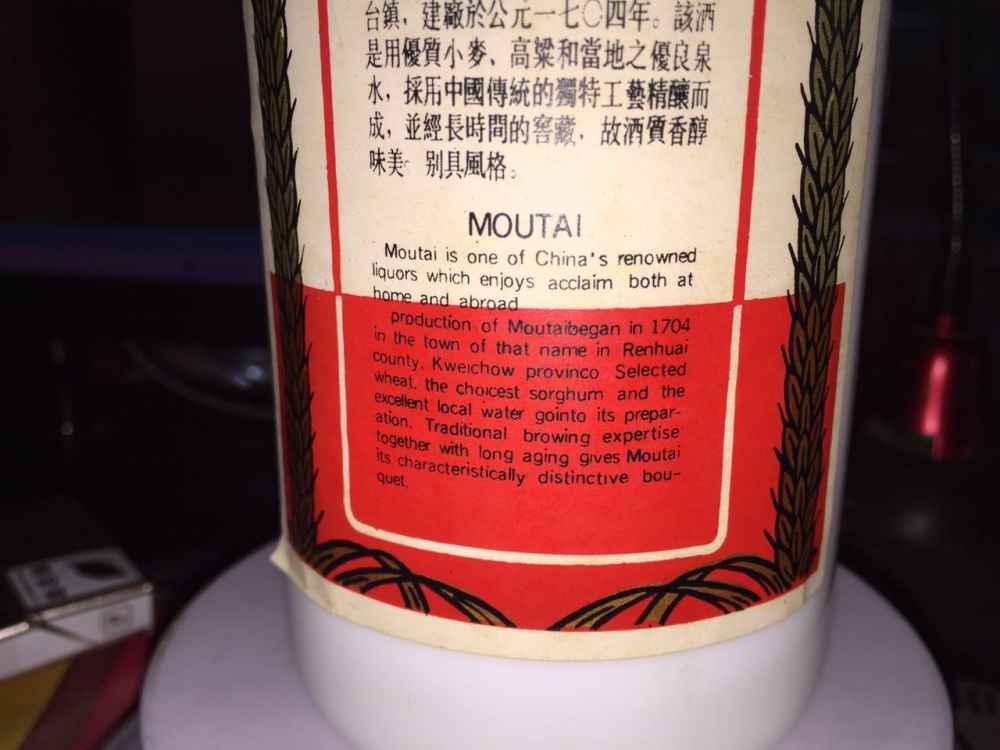 台鎮，建廠於公元一七〇四年。該酒
是用優質小麥、高粱和當地之優良泉
水，採用中國傳統的獨特工藝精釀而
成，並經長時間的窖藏，故酒質香醇
味美。別具風格。
MOUTAI
Moutai is one of China's renowned
liquors which enjoys acclaim both at
home and abroad
production of Moutaibegan in 1704
in the town of that name in Renhuai
county, Kweichow provinco Selected
wheat, the choicest sorghum and the
excellent local water gointo its prepar-
ation. Traditional browing expertise
together with long aging gives Moutai
its characteristically distinctive bou-
quet.